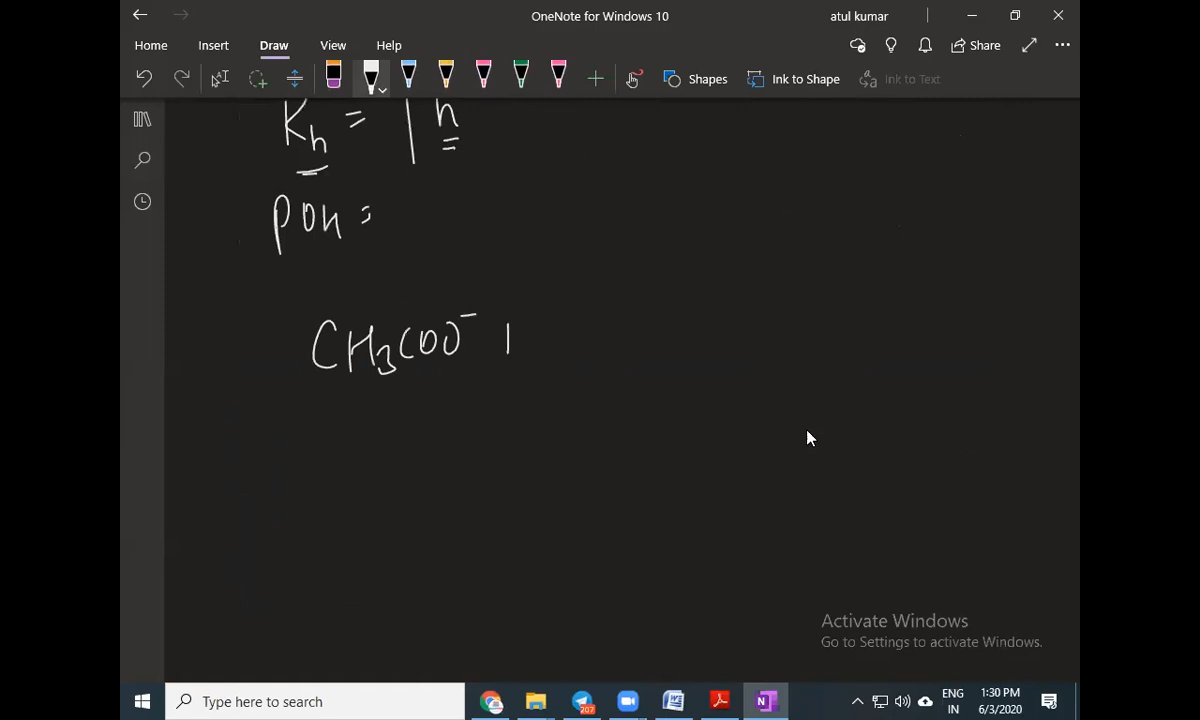 OneNote for Windows 10
atul kumar
Home Insert Draw View Help
Share
Shapes Ink to Shape Ink to Text
Kh = | h
POH =
CH3COO⁻ |
Activate Windows
Go to Settings to activate Windows.
Type here to search
207
ENG
IN
1:30 PM
6/3/2020